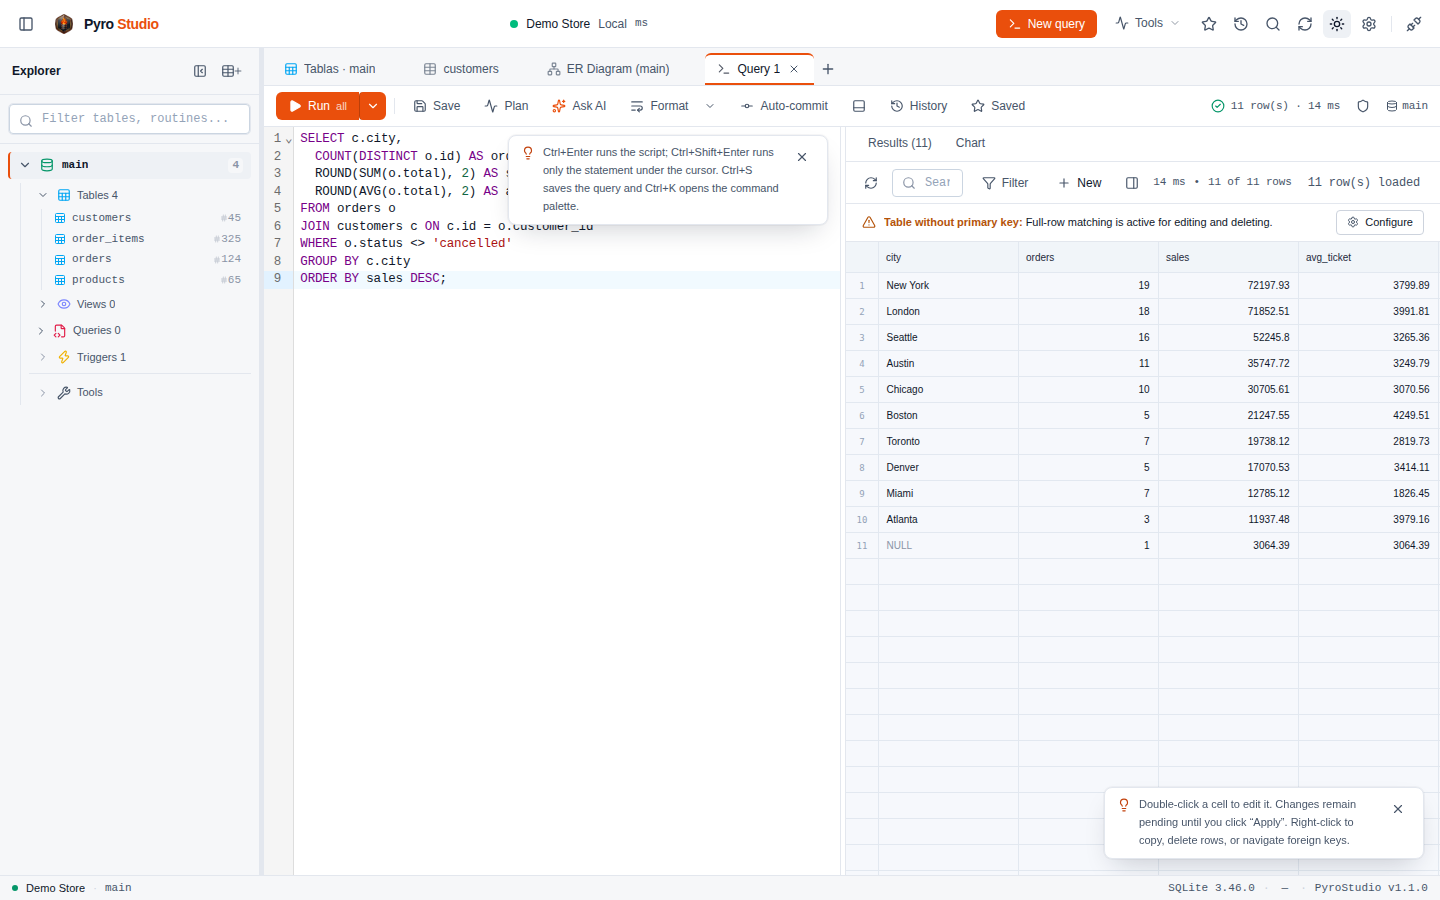 Pyro Studio
Demo Store Local ms
New query
Tools
Explorer
Tablas · main
customers
ER Diagram (main)
Query 1
Filter tables, routines...
Run all
Save
Plan
Ask AI
Format
Auto-commit
History
Saved
11 row(s) · 14 ms
main
main 4
Tables 4
customers #45
order_items #325
orders #124
products #65
Views 0
Queries 0
Triggers 1
Tools
1 SELECT c.city,
2 COUNT(DISTINCT o.id) AS ord
3 ROUND(SUM(o.total), 2) AS s
4 ROUND(AVG(o.total), 2) AS a
5 FROM orders o
6 JOIN customers c ON c.id = o.customer_id
7 WHERE o.status <> 'cancelled'
8 GROUP BY c.city
9 ORDER BY sales DESC;
Ctrl+Enter runs the script; Ctrl+Shift+Enter runs
only the statement under the cursor. Ctrl+S
saves the query and Ctrl+K opens the command
palette.
Results (11)
Chart
Sear
Filter
New
14 ms • 11 of 11 rows
11 row(s) loaded
Table without primary key: Full-row matching is active for editing and deleting.
Configure
city orders sales avg_ticket
1 New York 19 72197.93 3799.89
2 London 18 71852.51 3991.81
3 Seattle 16 52245.8 3265.36
4 Austin 11 35747.72 3249.79
5 Chicago 10 30705.61 3070.56
6 Boston 5 21247.55 4249.51
7 Toronto 7 19738.12 2819.73
8 Denver 5 17070.53 3414.11
9 Miami 7 12785.12 1826.45
10 Atlanta 3 11937.48 3979.16
11 NULL 1 3064.39 3064.39
Double-click a cell to edit it. Changes remain
pending until you click “Apply”. Right-click to
copy, delete rows, or navigate foreign keys.
Demo Store · main
SQLite 3.46.0 · — · PyroStudio v1.1.0